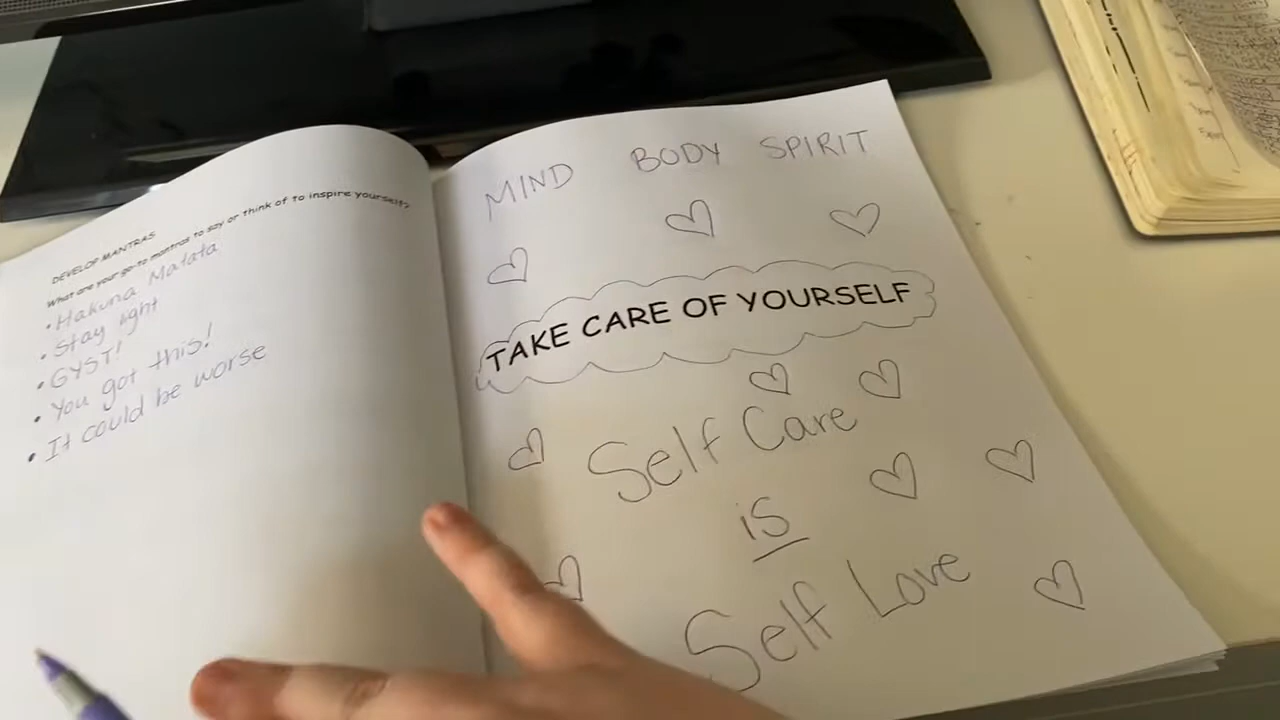 DEVELOP MANTRAS
What are your go-to mantras to say or think of to inspire yourself?
• Hakuna Matata
• Stay light
• GYST!
• You got this!
• It could be worse
MIND BODY SPIRIT
TAKE CARE OF YOURSELF
Self Care
is
Self Love